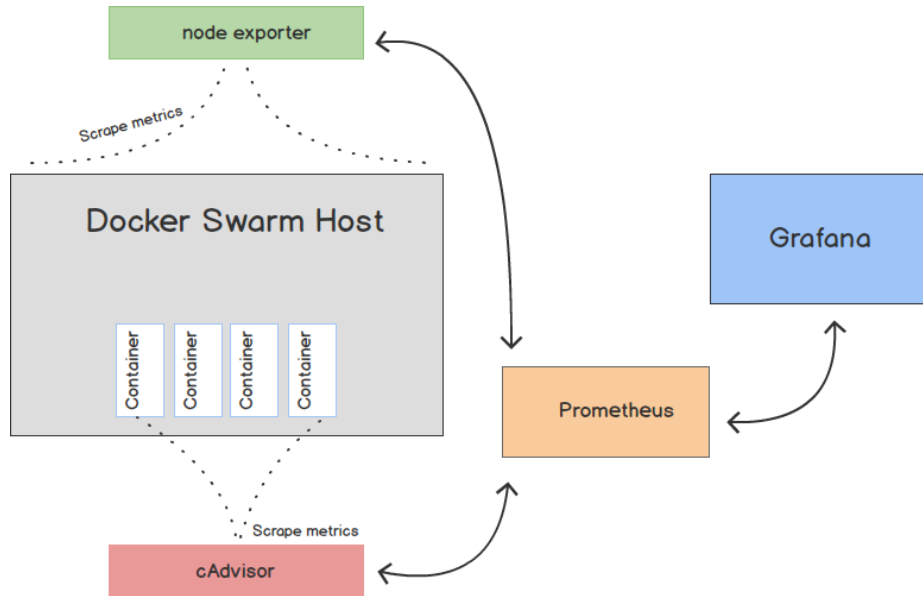 node exporter
Scrape metrics
Docker Swarm Host
Grafana
Container
Container
Container
Container
Prometheus
Scrape metrics
cAdvisor